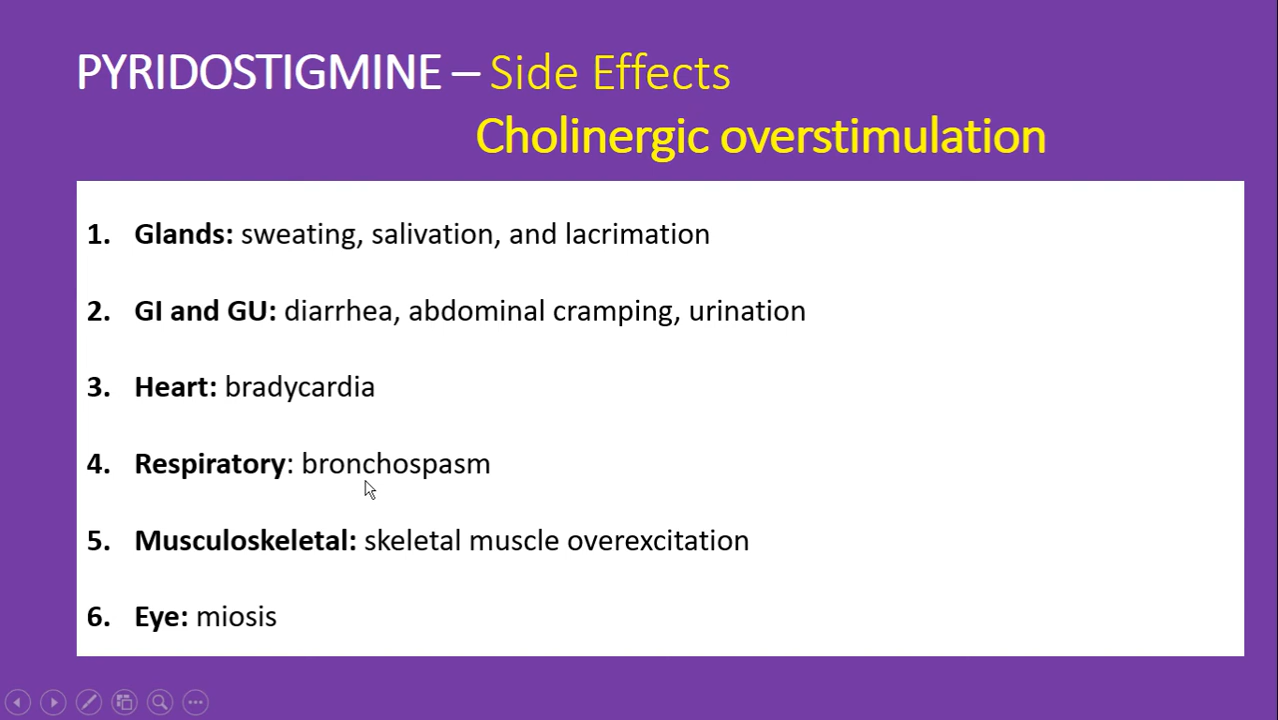 PYRIDOSTIGMINE – Side Effects
Cholinergic overstimulation
1. Glands: sweating, salivation, and lacrimation
2. GI and GU: diarrhea, abdominal cramping, urination
3. Heart: bradycardia
4. Respiratory: bronchospasm
5. Musculoskeletal: skeletal muscle overexcitation
6. Eye: miosis